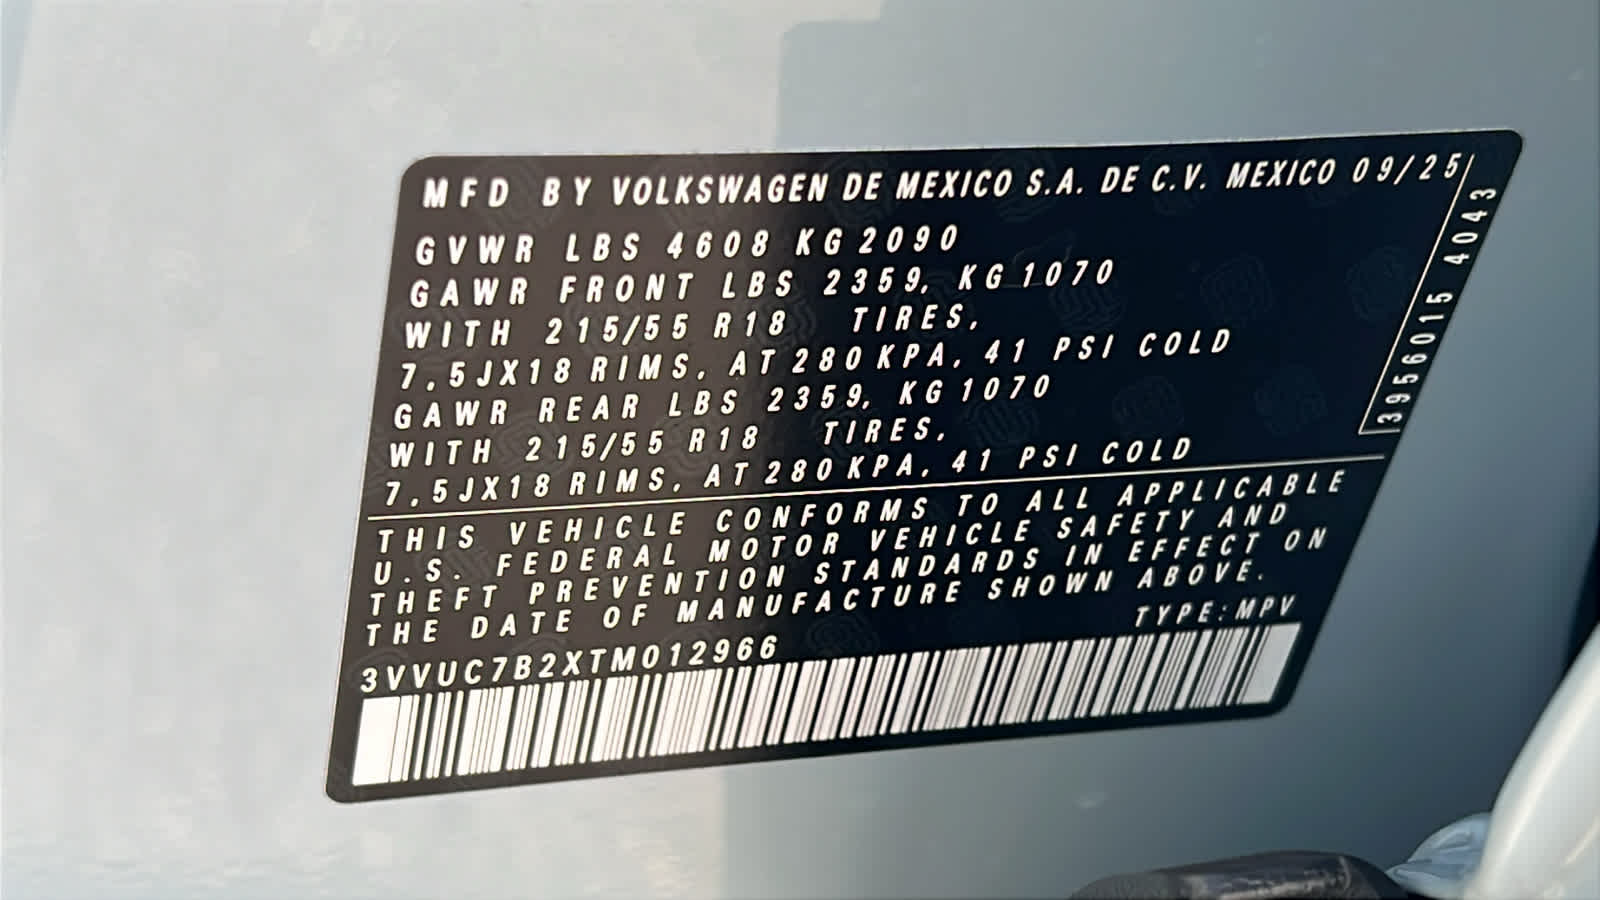 MFD BY VOLKSWAGEN DE MEXICO S.A. DE C.V. MEXICO 09/25
GVWR LBS 4608 KG 2090
GAWR FRONT LBS 2359, KG 1070
WITH 215/55 R18 TIRES,
7,5JX18 RIMS, AT 280 KPA, 41 PSI COLD
GAWR REAR LBS 2359, KG 1070
WITH 215/55 R18 TIRES,
7,5JX18 RIMS, AT 280 KPA, 41 PSI COLD
3956015 4043
THIS VEHICLE CONFORMS TO ALL APPLICABLE
U.S. FEDERAL MOTOR VEHICLE SAFETY AND
THEFT PREVENTION STANDARDS IN EFFECT ON
THE DATE OF MANUFACTURE SHOWN ABOVE.
TYPE: MPV
3VVUC7B2XTM012966